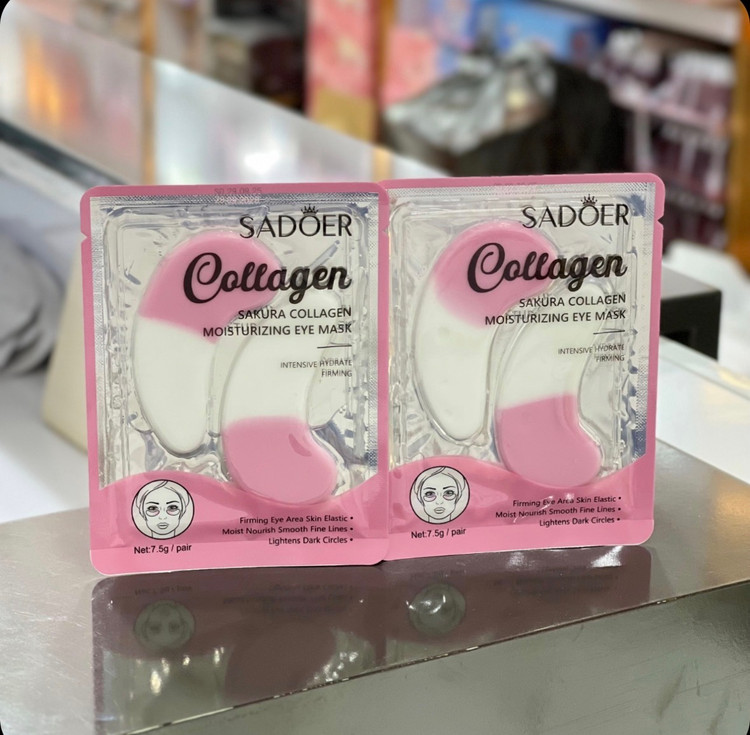 SADOER
Collagen
SAKURA COLLAGEN
MOISTURIZING EYE MASK
INTENSIVE HYDRATE
FIRMING
Firming Eye Area Skin Elastic •
Moist Nourish Smooth Fine Lines •
Lightens Dark Circles •
Net:7.5g / pair
SADOER
Collagen
SAKURA COLLAGEN
MOISTURIZING EYE MASK
INTENSIVE HYDRATE
FIRMING
Firming Eye Area Skin Elastic •
Moist Nourish Smooth Fine Lines •
Lightens Dark Circles •
Net:7.5g / pair